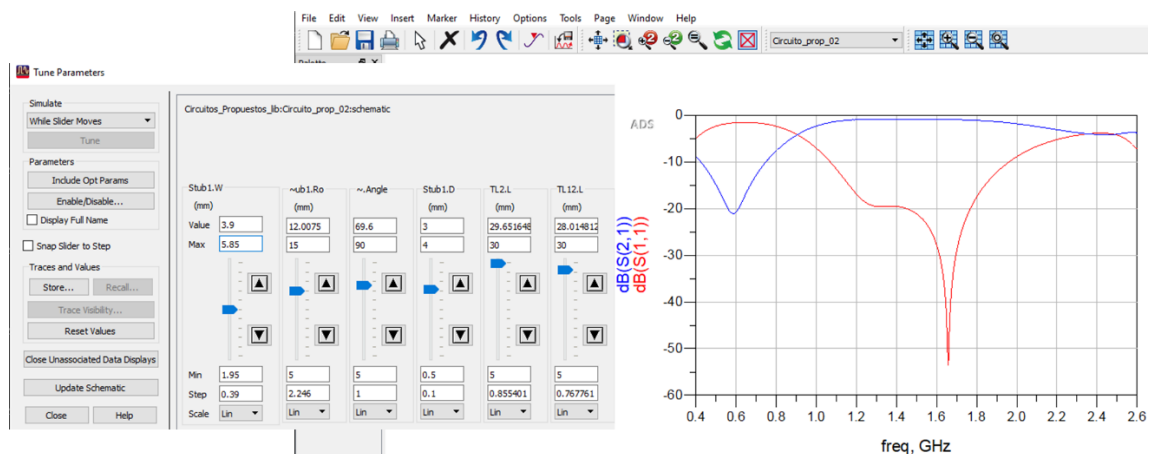 File Edit View Insert Marker History Options Tools Page Window Help
Circuito_prop_02
Tune Parameters
Simulate
While Slider Moves
Tune
Parameters
Include Opt Params
Enable/Disable...
Display Full Name
Snap Slider to Step
Traces and Values
Store... Recall...
Trace Visibility...
Reset Values
Close Unassociated Data Displays
Update Schematic
Close Help
Circuitos_Propuestos_lib:Circuito_prop_02:schematic
Stub1.W ~ub1.Ro ~.Angle Stub1.D TL2.L TL12.L
(mm) (mm) (mm) (mm) (mm)
Value 3.9 12.0075 69.6 3 29.651648 28.014812
Max 5.85 15 90 4 30 30
Min 1.95 5 5 0.5 5 5
Step 0.39 2.246 1 0.1 0.855401 0.767761
Scale Lin Lin Lin Lin Lin Lin
ADS
dB(S(2,1))
dB(S(1,1))
0
-10
-20
-30
-40
-50
-60
0.4 0.6 0.8 1.0 1.2 1.4 1.6 1.8 2.0 2.2 2.4 2.6
freq, GHz